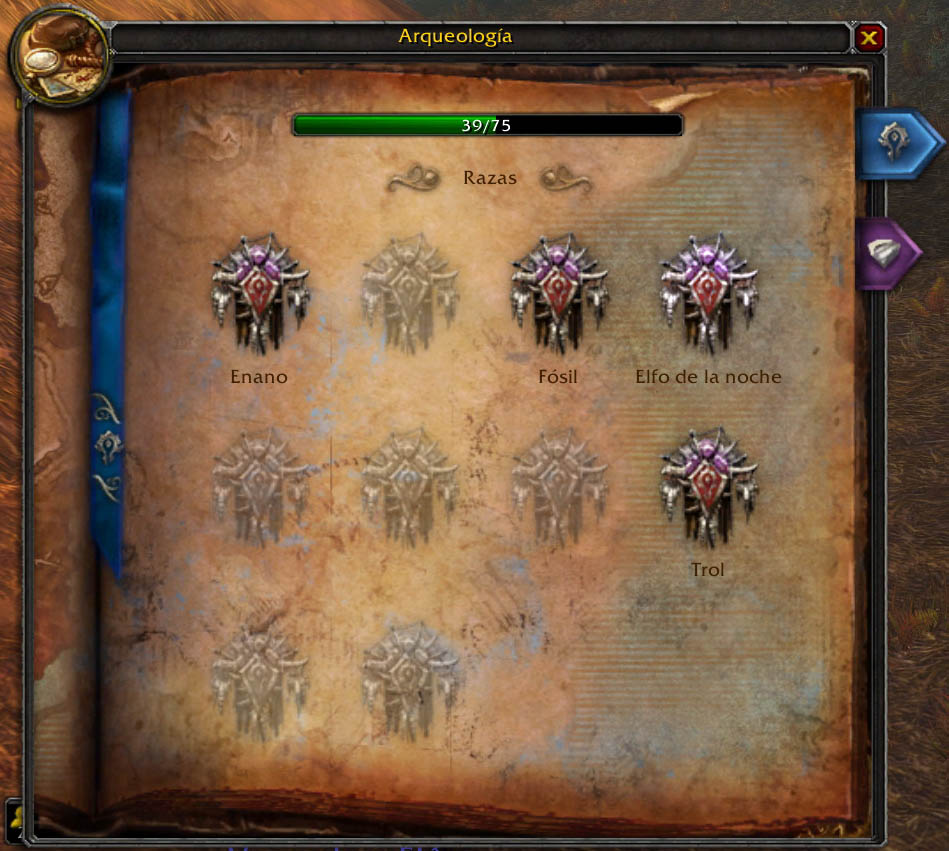 Arqueología
39/75
Razas
Enano
Fósil
Elfo de la noche
Trol